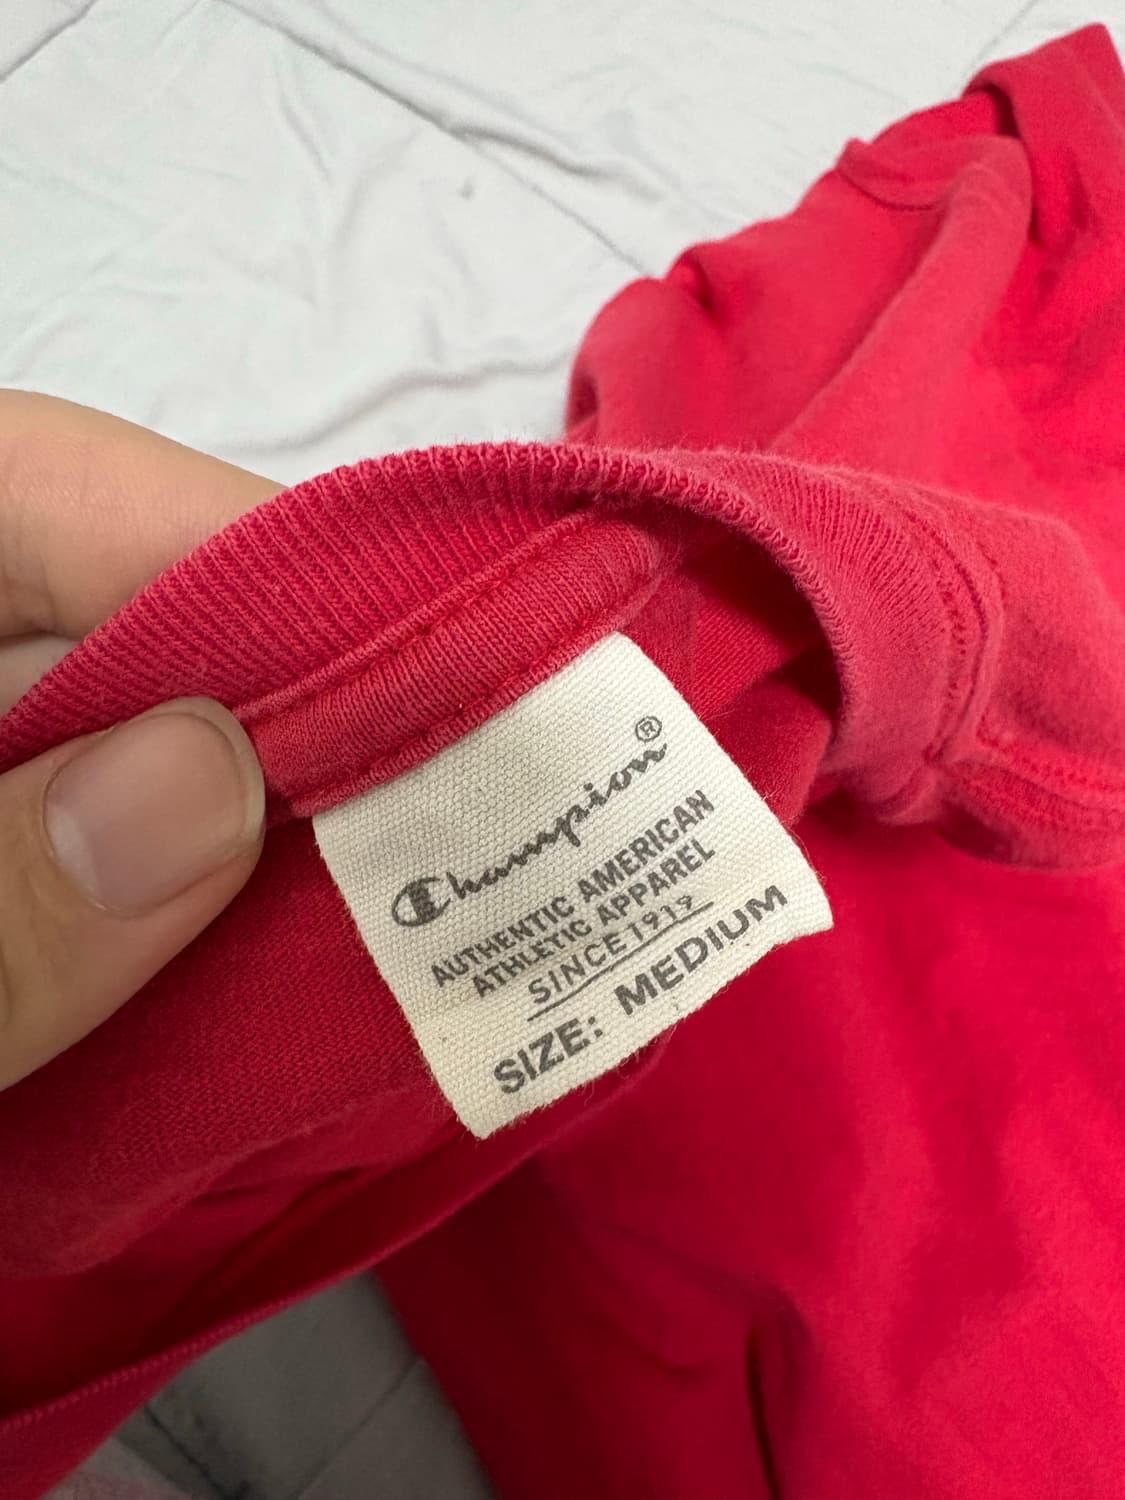 Champion®
AUTHENTIC AMERICAN
ATHLETIC APPAREL
SINCE 1919
SIZE: MEDIUM